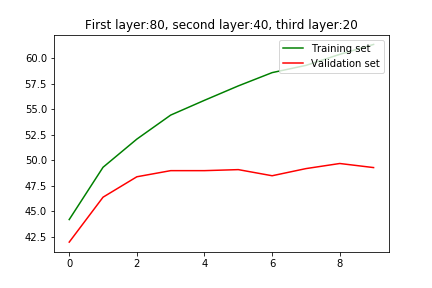 First layer:80, second layer:40, third layer:20
Training set
Validation set
60.0
57.5
55.0
52.5
50.0
47.5
45.0
42.5
0 2 4 6 8